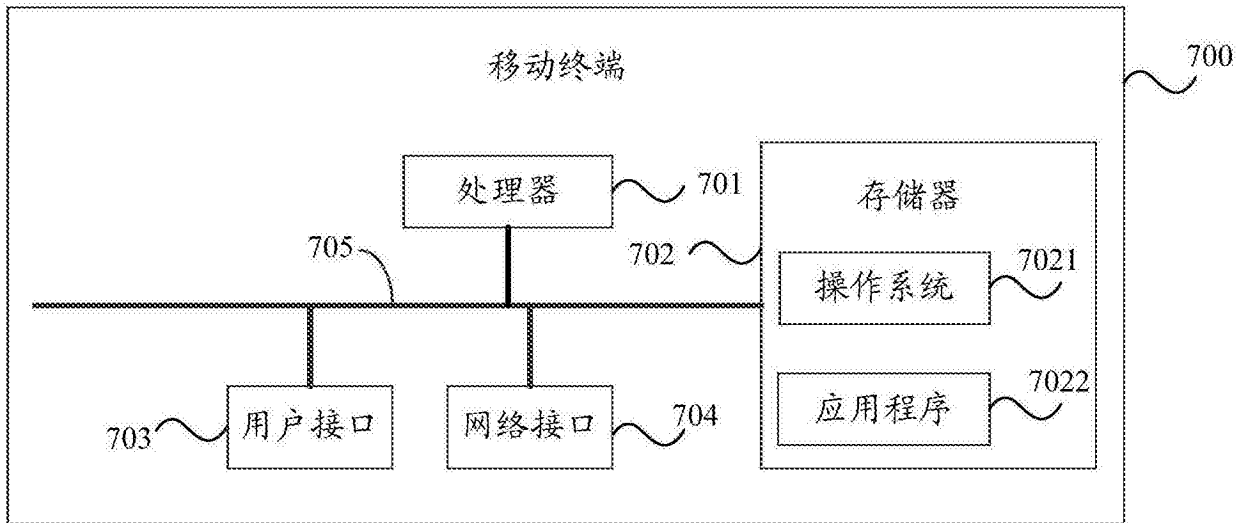 移动终端
700
处理器
701
存储器
705
702
操作系统
7021
用户接口
703
网络接口
704
应用程序
7022